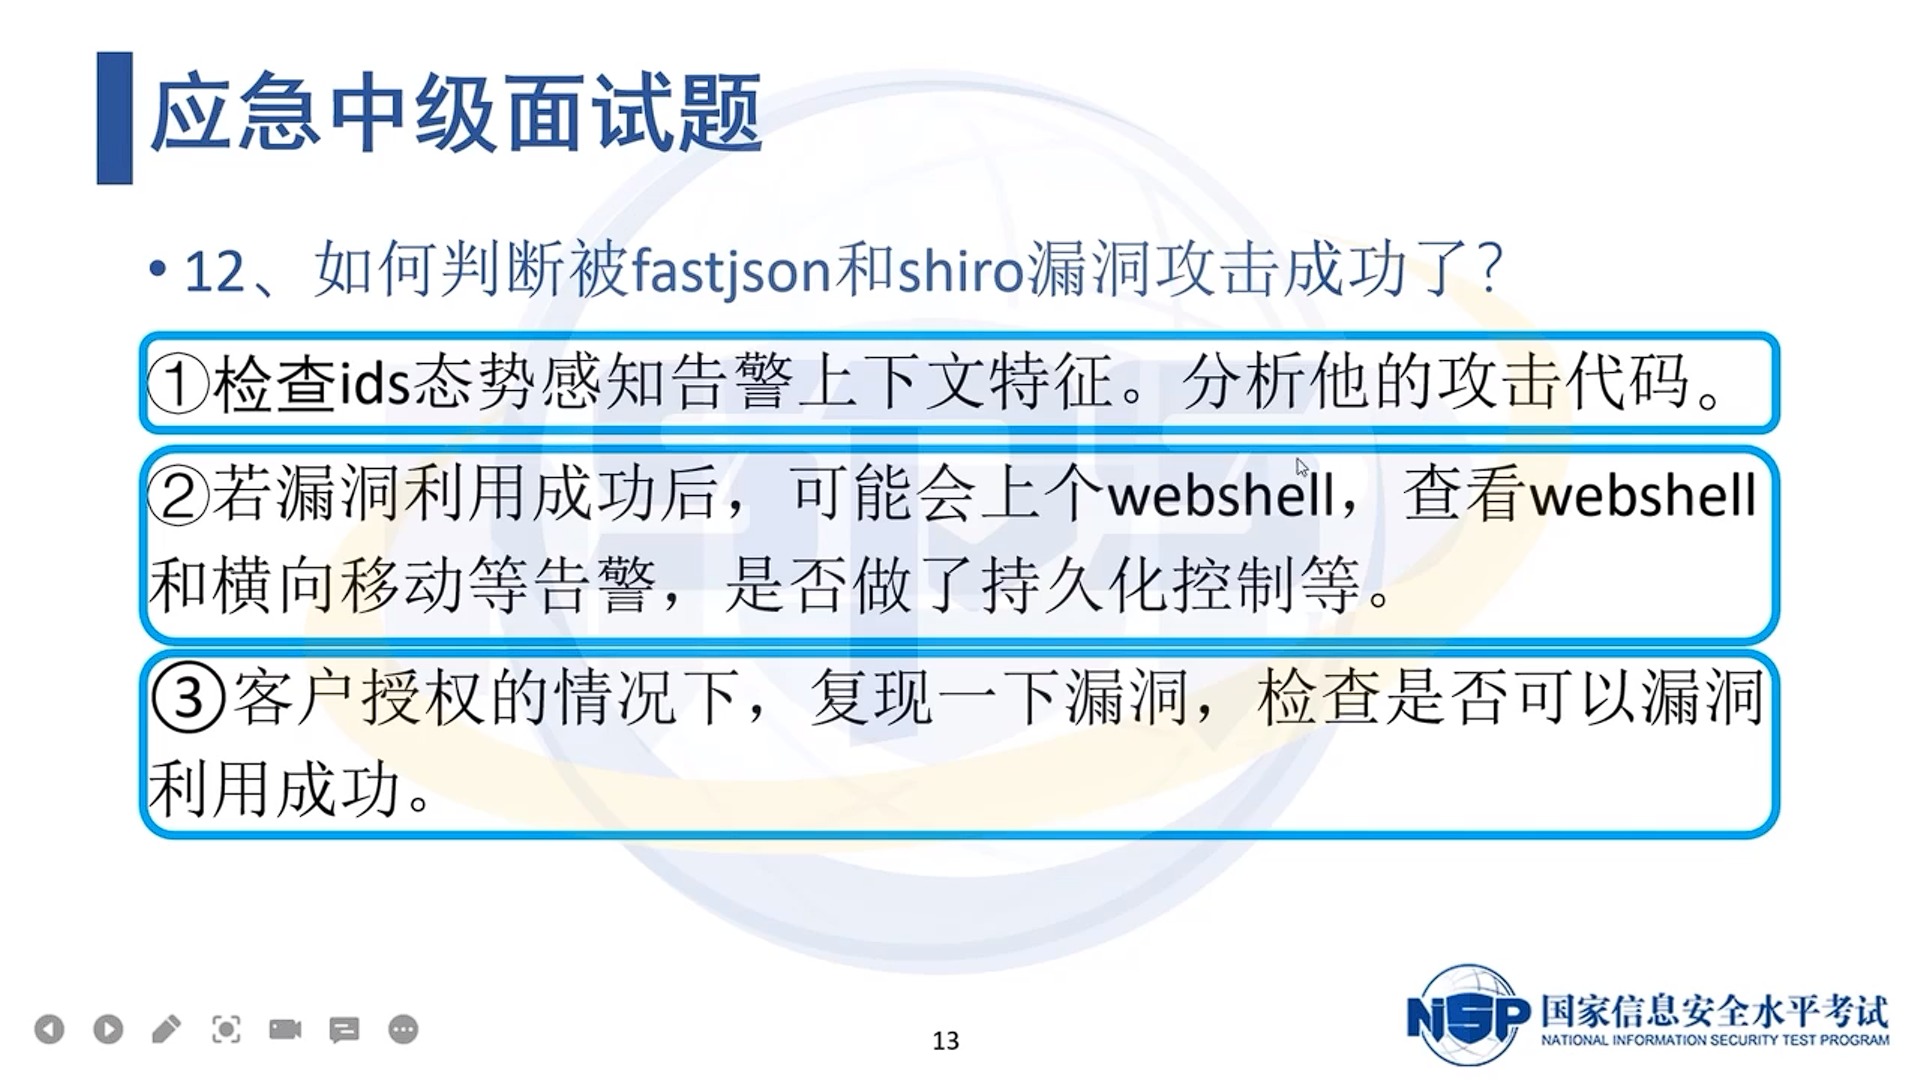 应急中级面试题
• 12、如何判断被fastjson和shiro漏洞攻击成功了?
①检查ids态势感知告警上下文特征。分析他的攻击代码。
②若漏洞利用成功后，可能会上个webshell，查看webshell
和横向移动等告警，是否做了持久化控制等。
③客户授权的情况下，复现一下漏洞，检查是否可以漏洞
利用成功。
13
NISP 国家信息安全水平考试
NATIONAL INFORMATION SECURITY TEST PROGRAM